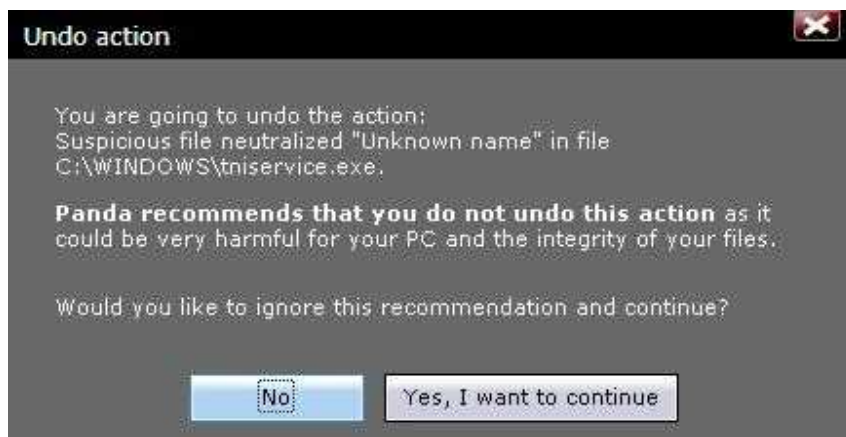 Undo action
You are going to undo the action:
Suspicious file neutralized "Unknown name" in file
C:\WINDOWS\tniservice.exe.
Panda recommends that you do not undo this action as it
could be very harmful for your PC and the integrity of your files.
Would you like to ignore this recommendation and continue?
No
Yes, I want to continue